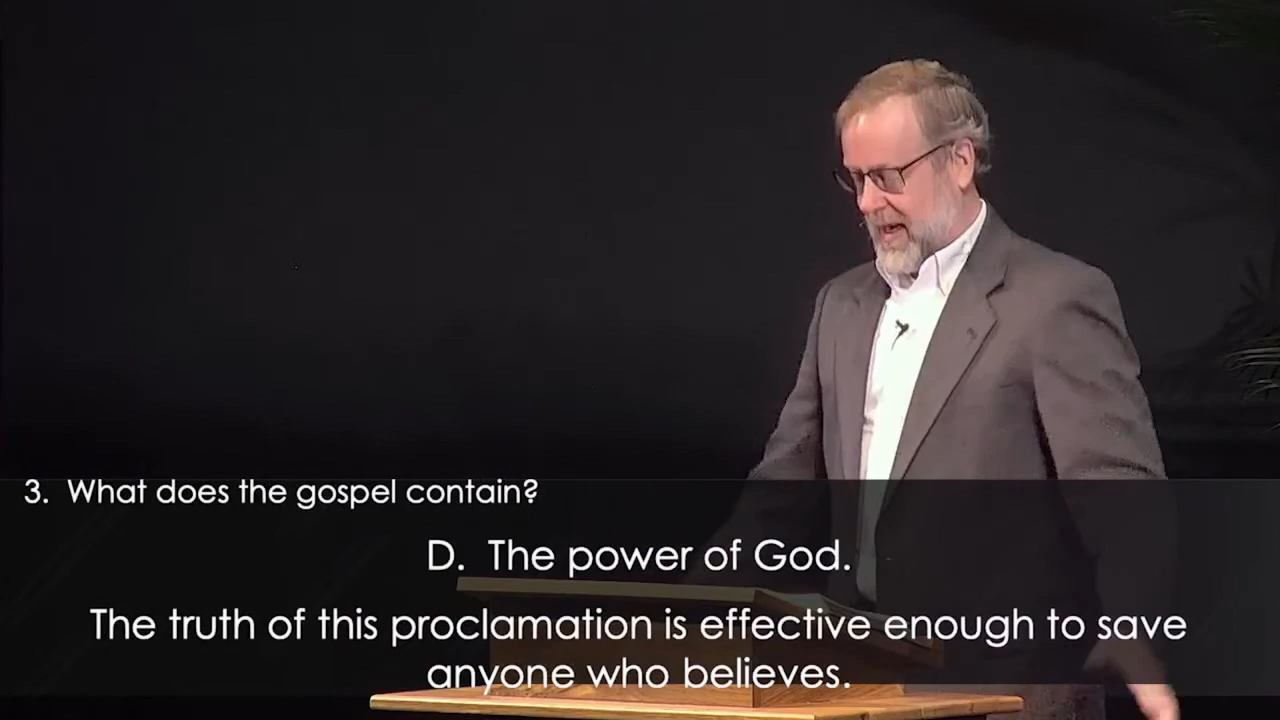 3.  What does the gospel contain?
D.  The power of God.
The truth of this proclamation is effective enough to save
anyone who believes.